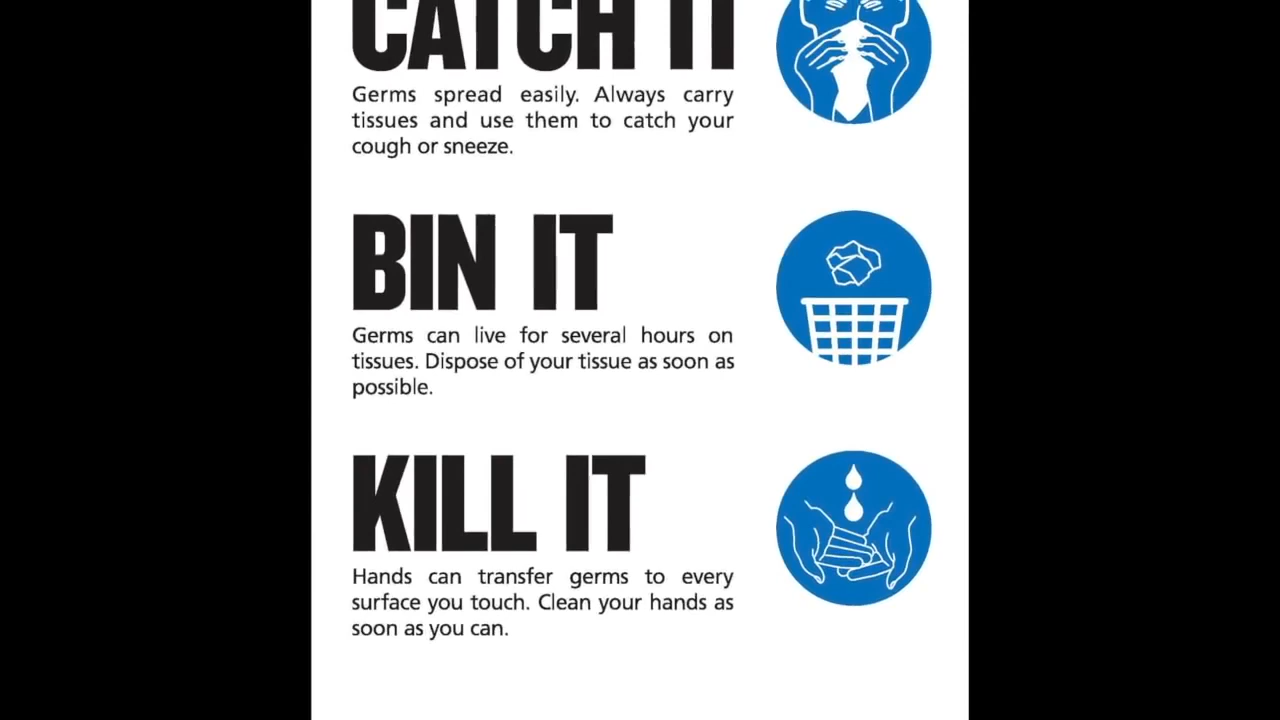 CATCH IT
Germs spread easily. Always carry
tissues and use them to catch your
cough or sneeze.
BIN IT
Germs can live for several hours on
tissues. Dispose of your tissue as soon as
possible.
KILL IT
Hands can transfer germs to every
surface you touch. Clean your hands as
soon as you can.